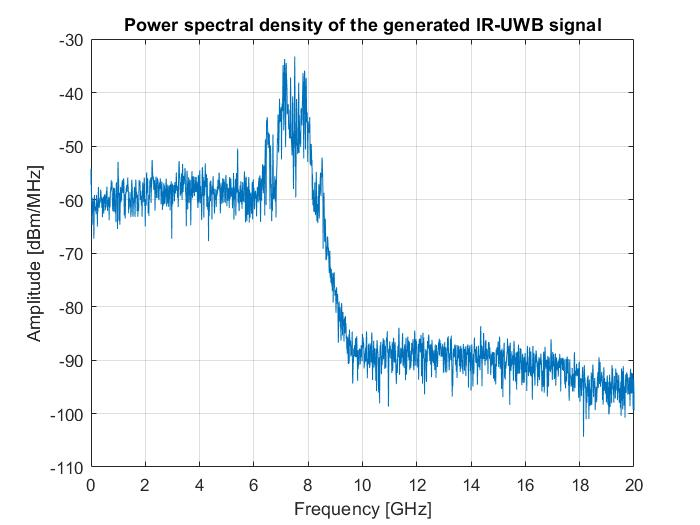 Power spectral density of the generated IR-UWB signal
Amplitude [dBm/MHz]
-30
-40
-50
-60
-70
-80
-90
-100
-110
0 2 4 6 8 10 12 14 16 18 20
Frequency [GHz]